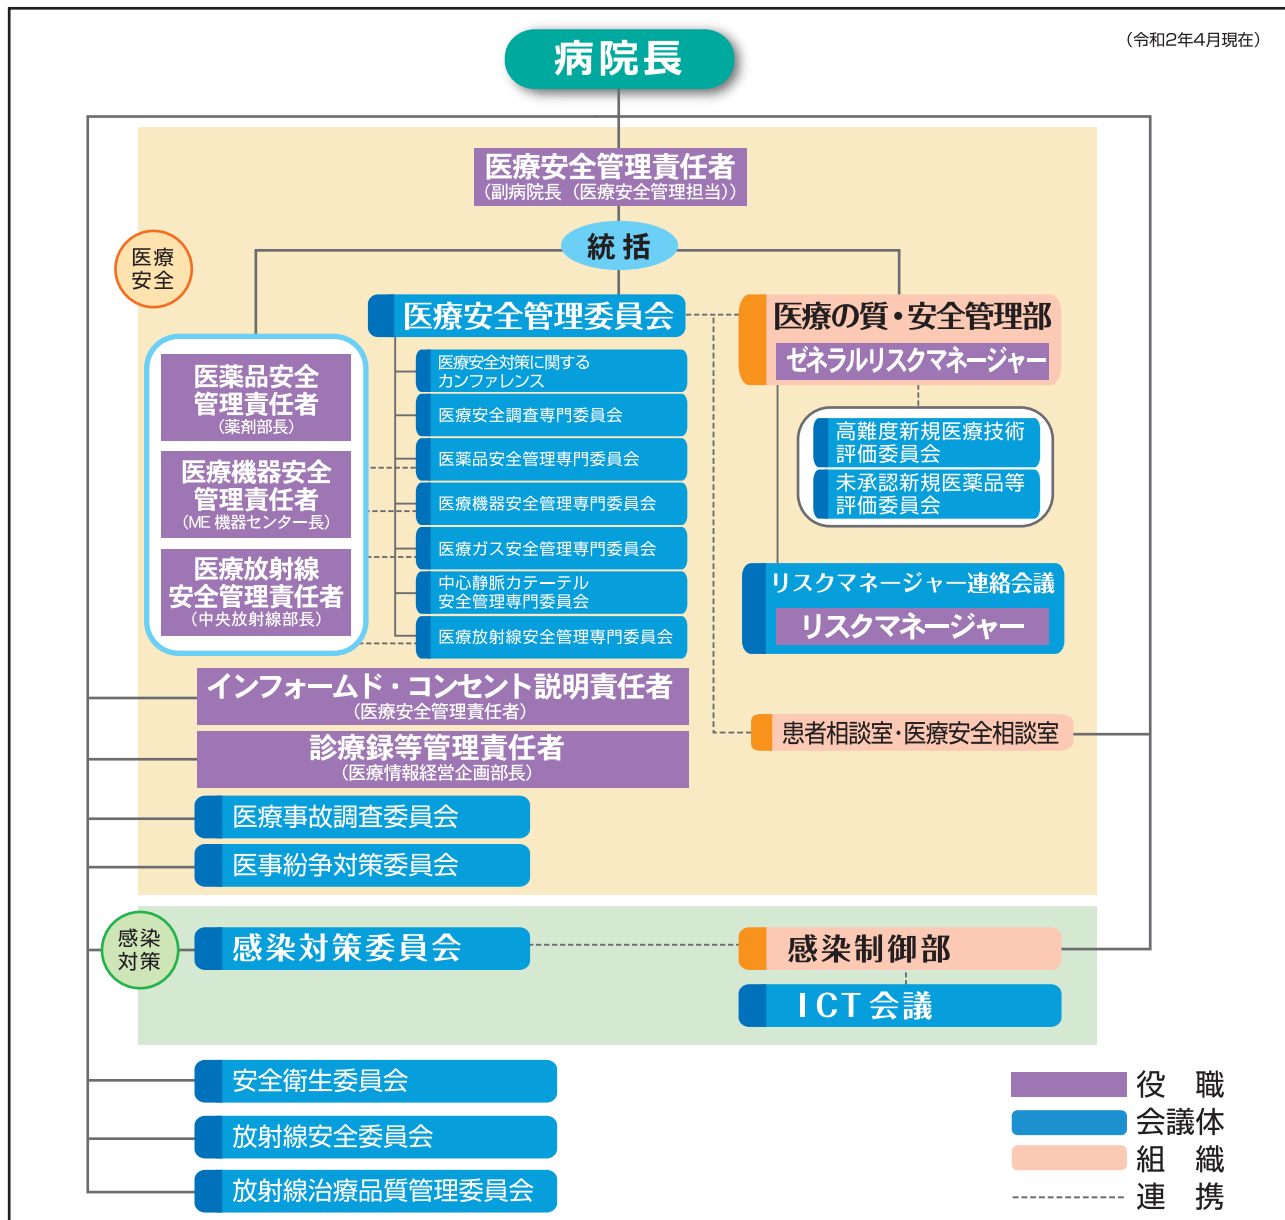 (令和2年4月現在)
病院長
医療安全管理責任者
(副病院長(医療安全管理担当))
統括
医療
安全
医療安全管理委員会
医療安全対策に関する
カンファレンス
医療安全調査専門委員会
医薬品安全管理専門委員会
医療機器安全管理専門委員会
医療ガス安全管理専門委員会
中心静脈カテーテル
安全管理専門委員会
医療放射線安全管理専門委員会
医薬品安全
管理責任者
(薬剤部長)
医療機器安全
管理責任者
(ME機器センター長)
医療放射線
安全管理責任者
(中央放射線部長)
医療の質・安全管理部
ゼネラルリスクマネージャー
高難度新規医療技術
評価委員会
未承認新規医薬品等
評価委員会
リスクマネージャー連絡会議
リスクマネージャー
患者相談室・医療安全相談室
インフォームド・コンセント説明責任者
(医療安全管理責任者)
診療録等管理責任者
(医療情報経営企画部長)
医療事故調査委員会
医事紛争対策委員会
感染
対策
感染対策委員会
感染制御部
ICT会議
安全衛生委員会
放射線安全委員会
放射線治療品質管理委員会
役 職
会議体
組 織
連 携